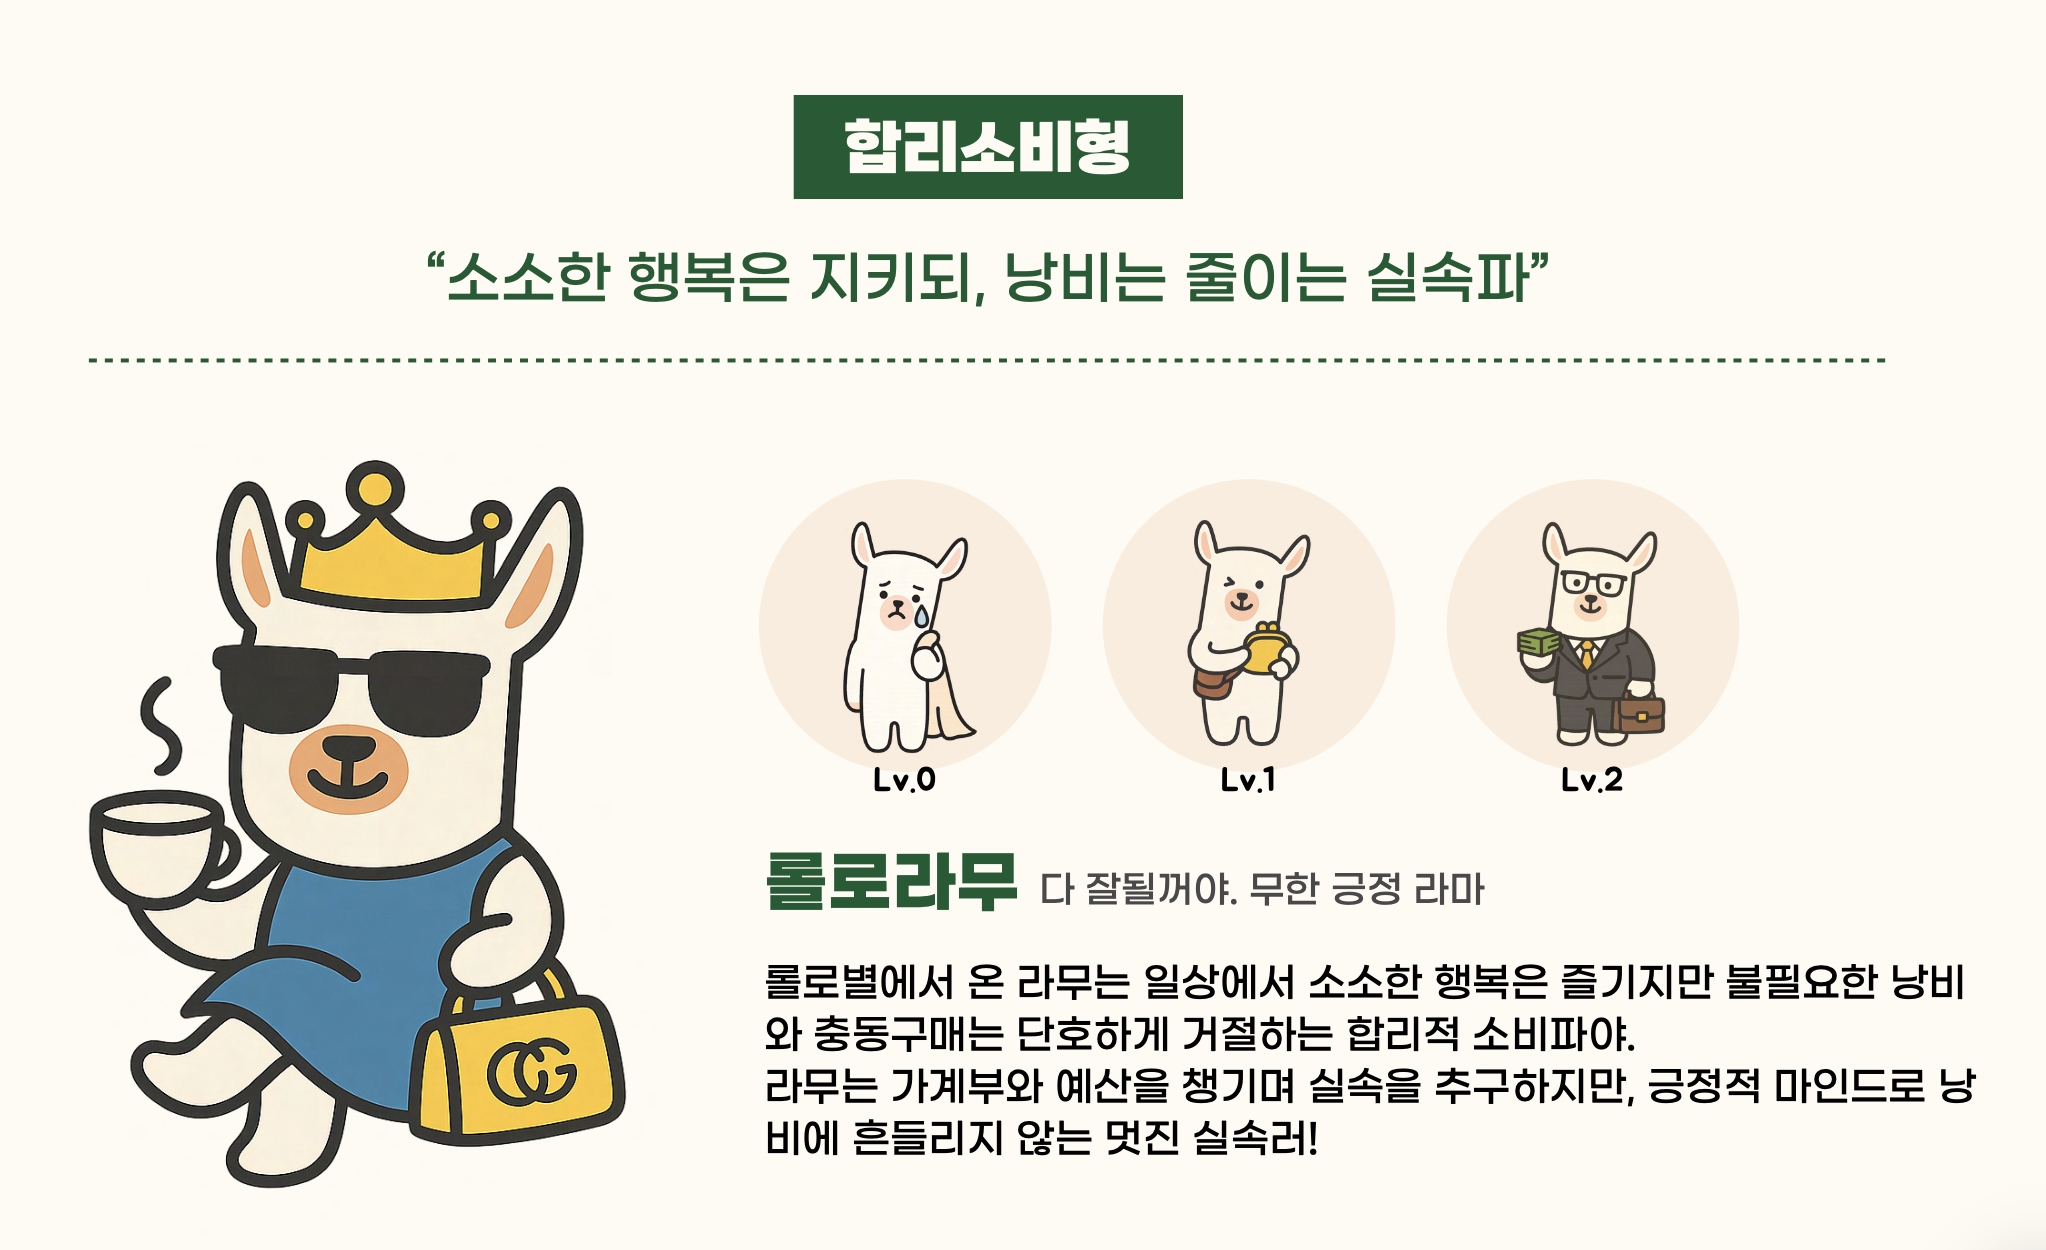 합리소비형
“소소한 행복은 지키되, 낭비는 줄이는 실속파”
Lv.0
Lv.1
Lv.2
롤로라무 다 잘될꺼야. 무한 긍정 라마
롤로별에서 온 라무는 일상에서 소소한 행복은 즐기지만 불필요한 낭비
와 충동구매는 단호하게 거절하는 합리적 소비파야.
라무는 가계부와 예산을 챙기며 실속을 추구하지만, 긍정적 마인드로 낭
비에 흔들리지 않는 멋진 실속러!
CG